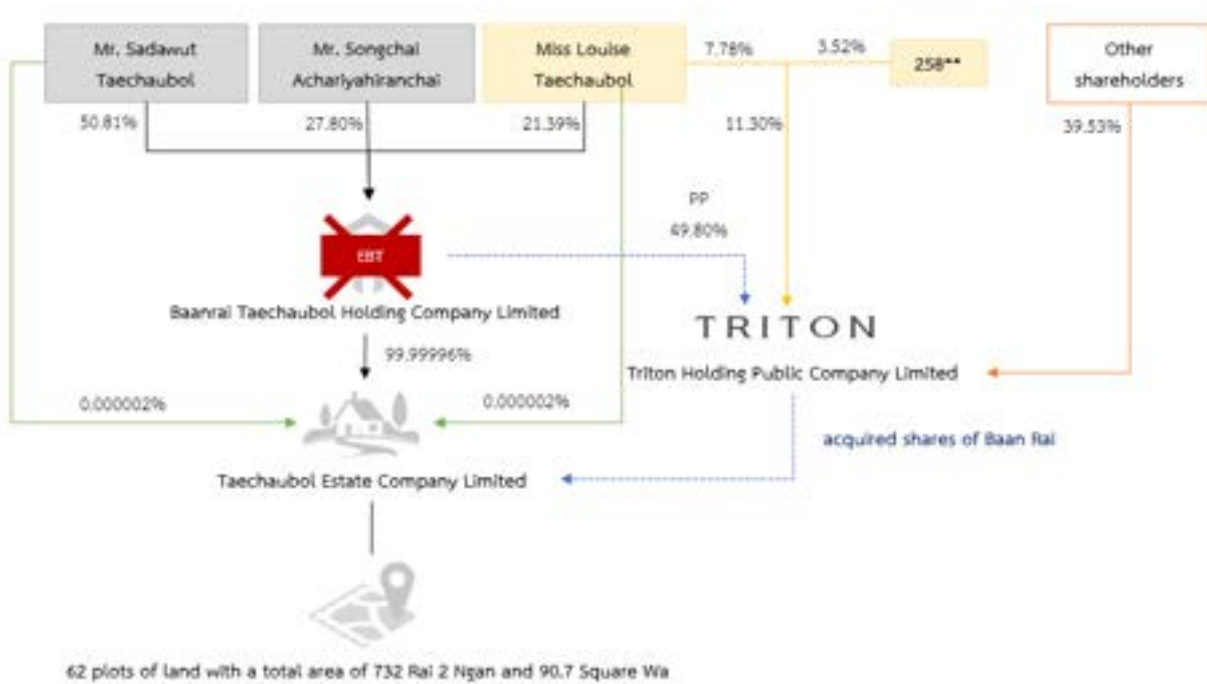 Mr. Sadawut
Taechaubol
Mr. Songchai
Achariyahiranchai
Miss Louise
Taechaubol
7.78%
3.52%
258**
Other
shareholders
50.81%
27.80%
21.39%
11.30%
39.53%
PP
49.80%
EBT
Baanrai Taechaubol Holding Company Limited
TRITON
99.99996%
Triton Holding Public Company Limited
0.000002%
0.000002%
acquired shares of Baan Rai
Taechaubol Estate Company Limited
62 plots of land with a total area of 732 Rai 2 Ngan and 90.7 Square Wa